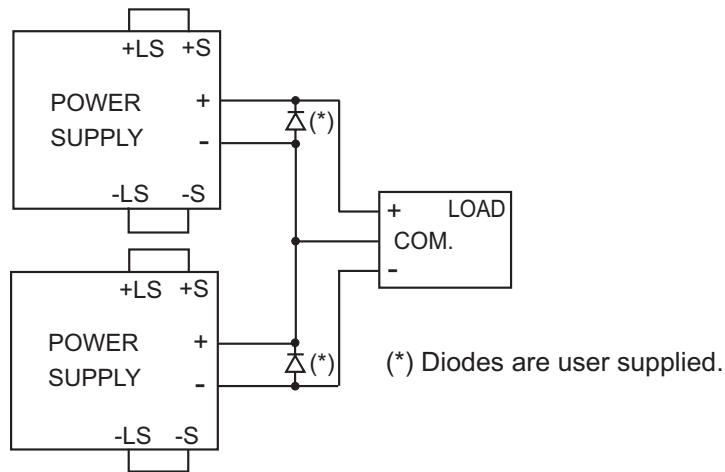 +LS +S
POWER
SUPPLY
+
-
-LS -S
(*)
+ LOAD
COM.
-
+LS +S
POWER
SUPPLY
+
-
-LS -S
(*)
(*) Diodes are user supplied.